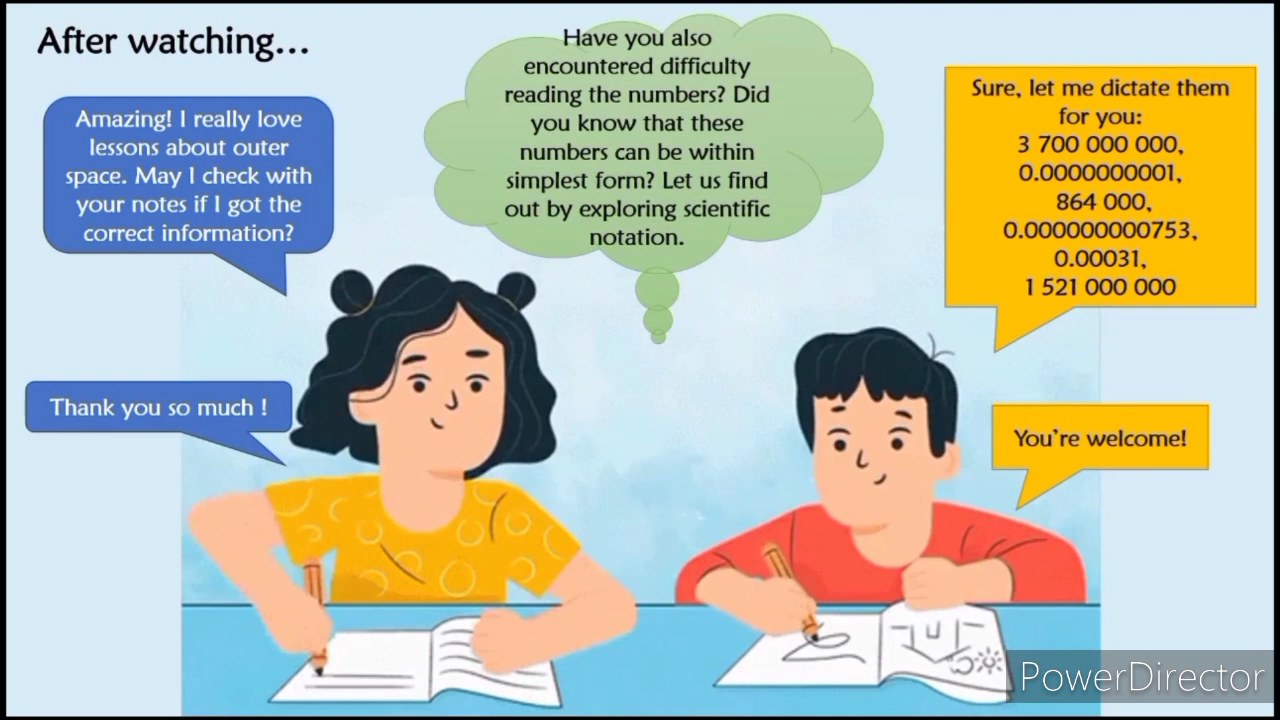 After watching...
Amazing! I really love
lessons about outer
space. May I check with
your notes if I got the
correct information?
Have you also
encountered difficulty
reading the numbers? Did
you know that these
numbers can be within
simplest form? Let us find
out by exploring scientific
notation.
Sure, let me dictate them
for you:
3 700 000 000,
0.0000000001,
864 000,
0.000000000753,
0.00031,
1 521 000 000
Thank you so much !
You're welcome!
PowerDirector